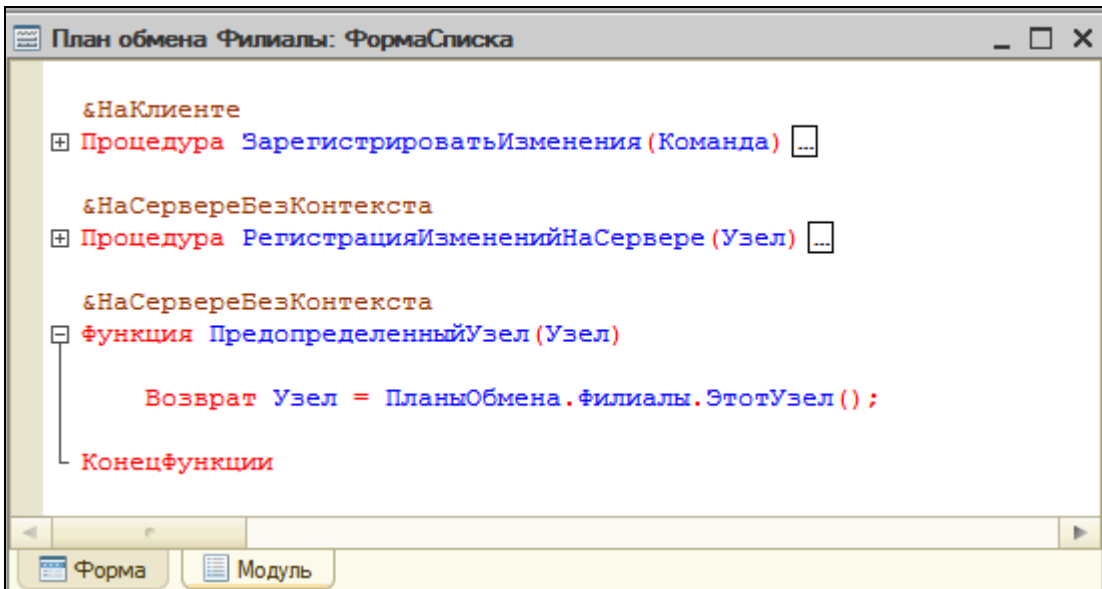 План обмена Филиалы: ФормаСписка
&НаКлиенте
Процедура ЗарегистрироватьИзменения(Команда) ...
&НаСервереБезКонтекста
Процедура РегистрацияИзмененийНаСервере(Узел) ...
&НаСервереБезКонтекста
Функция ПредопределенныйУзел(Узел)
Возврат Узел = ПланыОбмена.Филиалы.ЭтотУзел();
КонецФункции
Форма Модуль